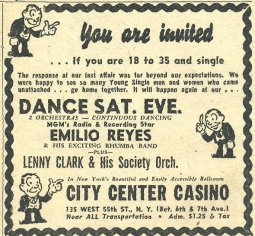 You are invited
... If you are 18 to 35 and single
The response at our last affair was far beyond our expectations. We
were happy to see so many Young Single men and women who came
unattached . . . go home together. It will happen again at our ...
DANCE SAT. EVE.
2 ORCHESTRAS — CONTINUOUS DANCING
MGM's Radio & Recording Star
EMILIO REYES
& HIS EXCITING RHUMBA BAND
—PLUS—
LENNY CLARK & His Society Orch.
In New York's Beautiful and Easily Accessible Ballroom
CITY CENTER CASINO
135 WEST 55th ST., N. Y. (Bet. 6th & 7th Ave.)
Near ALL Transportation • Adm. $1.25 & Tax